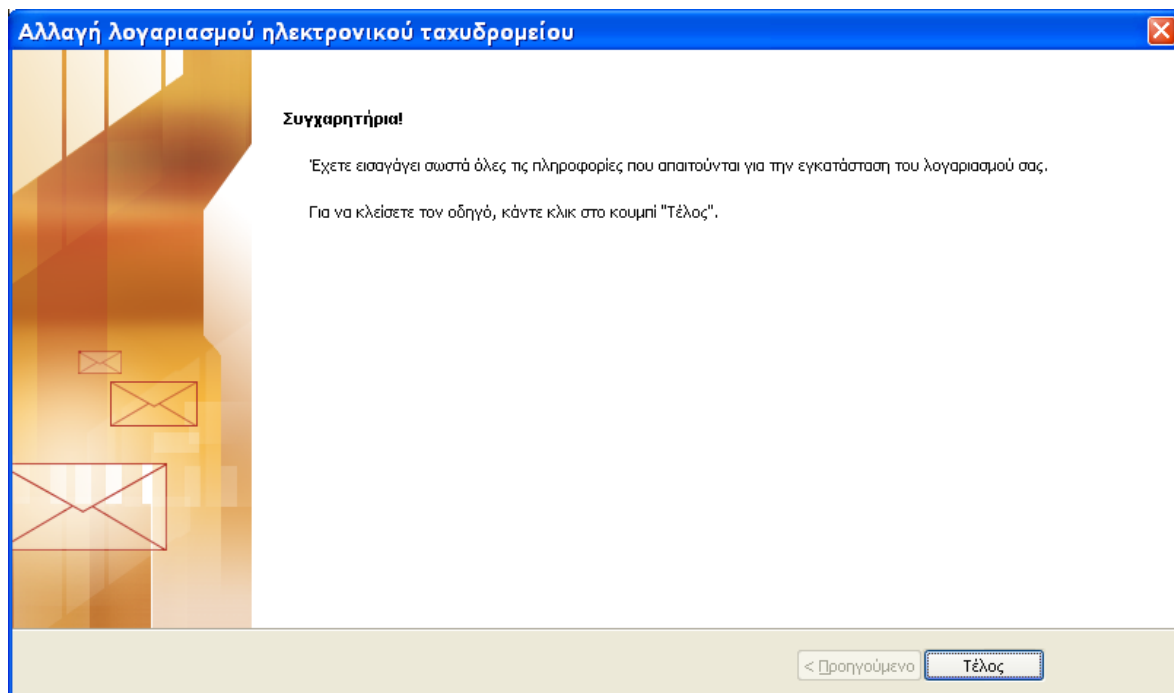 Αλλαγή λογαριασμού ηλεκτρονικού ταχυδρομείου
Συγχαρητήρια!
Έχετε εισαγάγει σωστά όλες τις πληροφορίες που απαιτούνται για την εγκατάσταση του λογαριασμού σας.
Για να κλείσετε τον οδηγό, κάντε κλικ στο κουμπί "Τέλος".
< Προηγούμενο
Τέλος